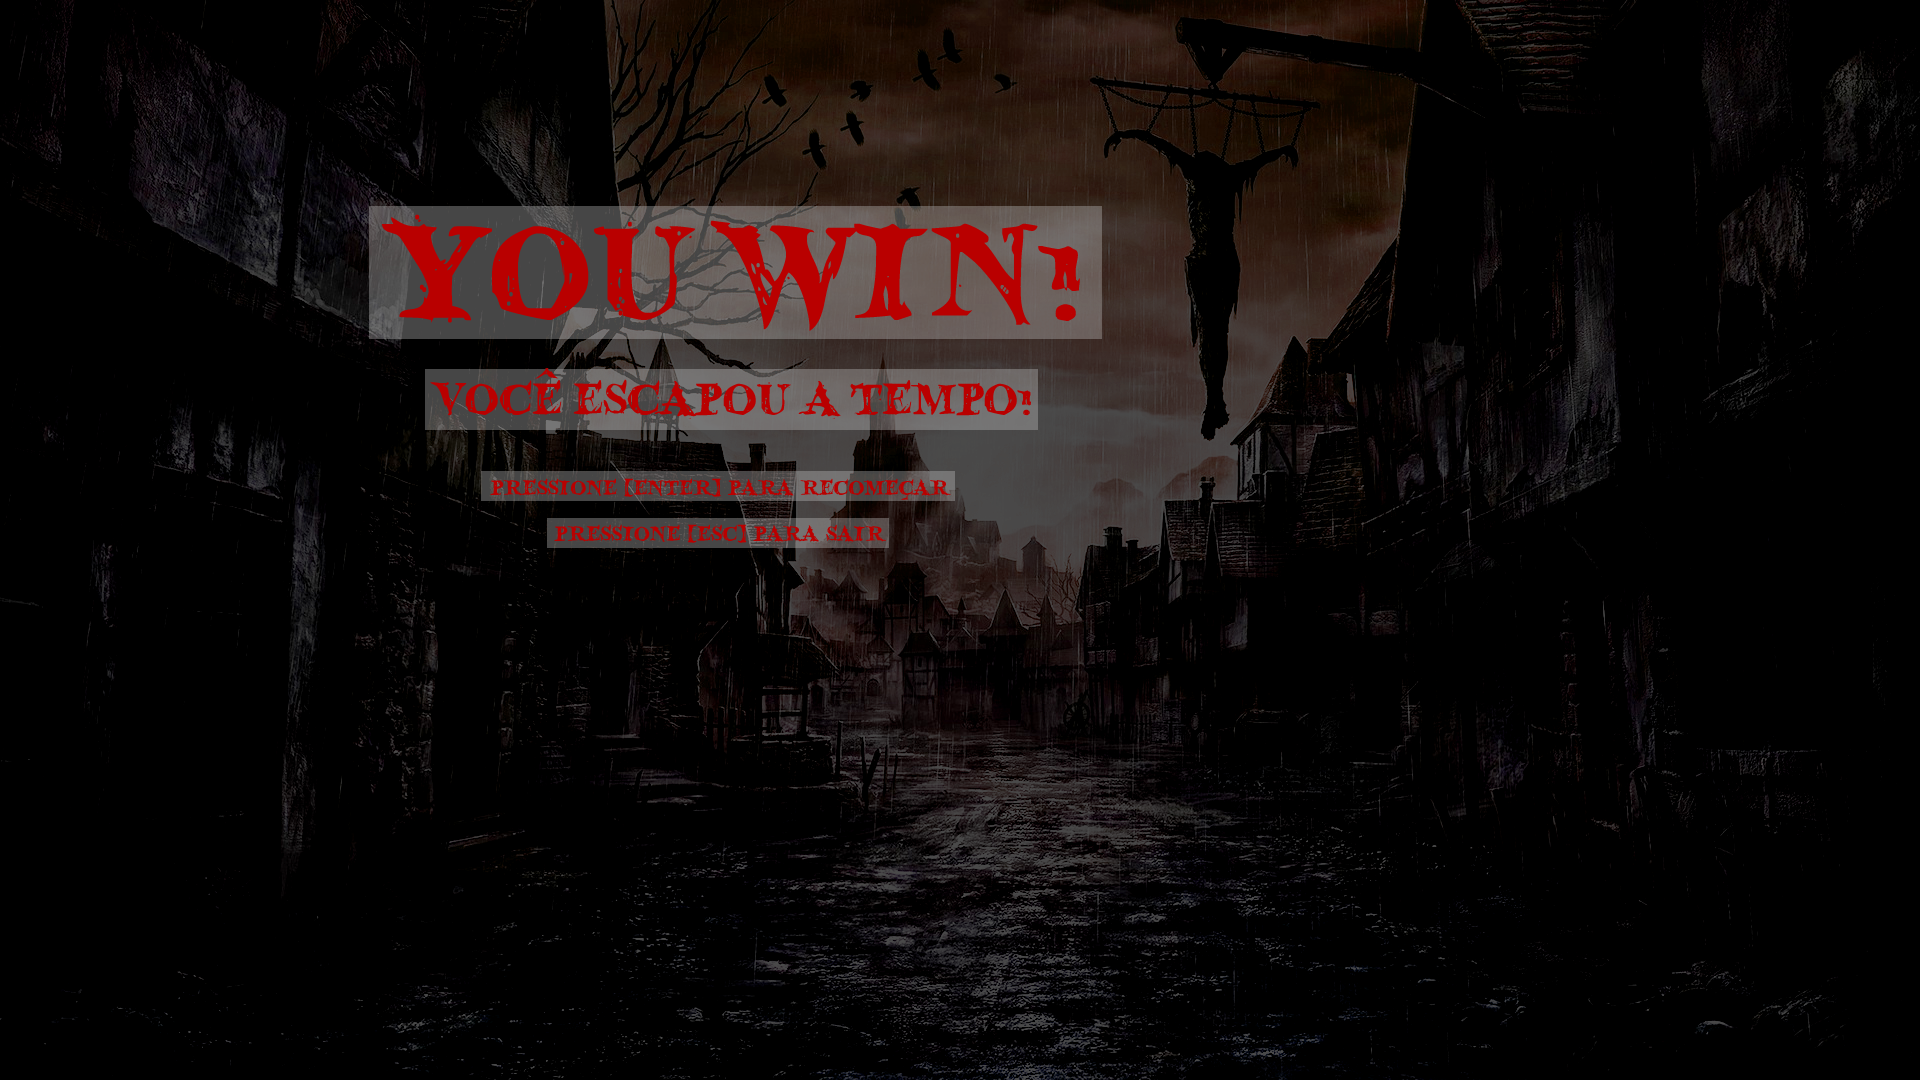 YOU WIN!
VOCÊ ESCAPOU A TEMPO!
PRESSIONE [ENTER] PARA RECOMEÇAR
PRESSIONE [ESC] PARA SAIR